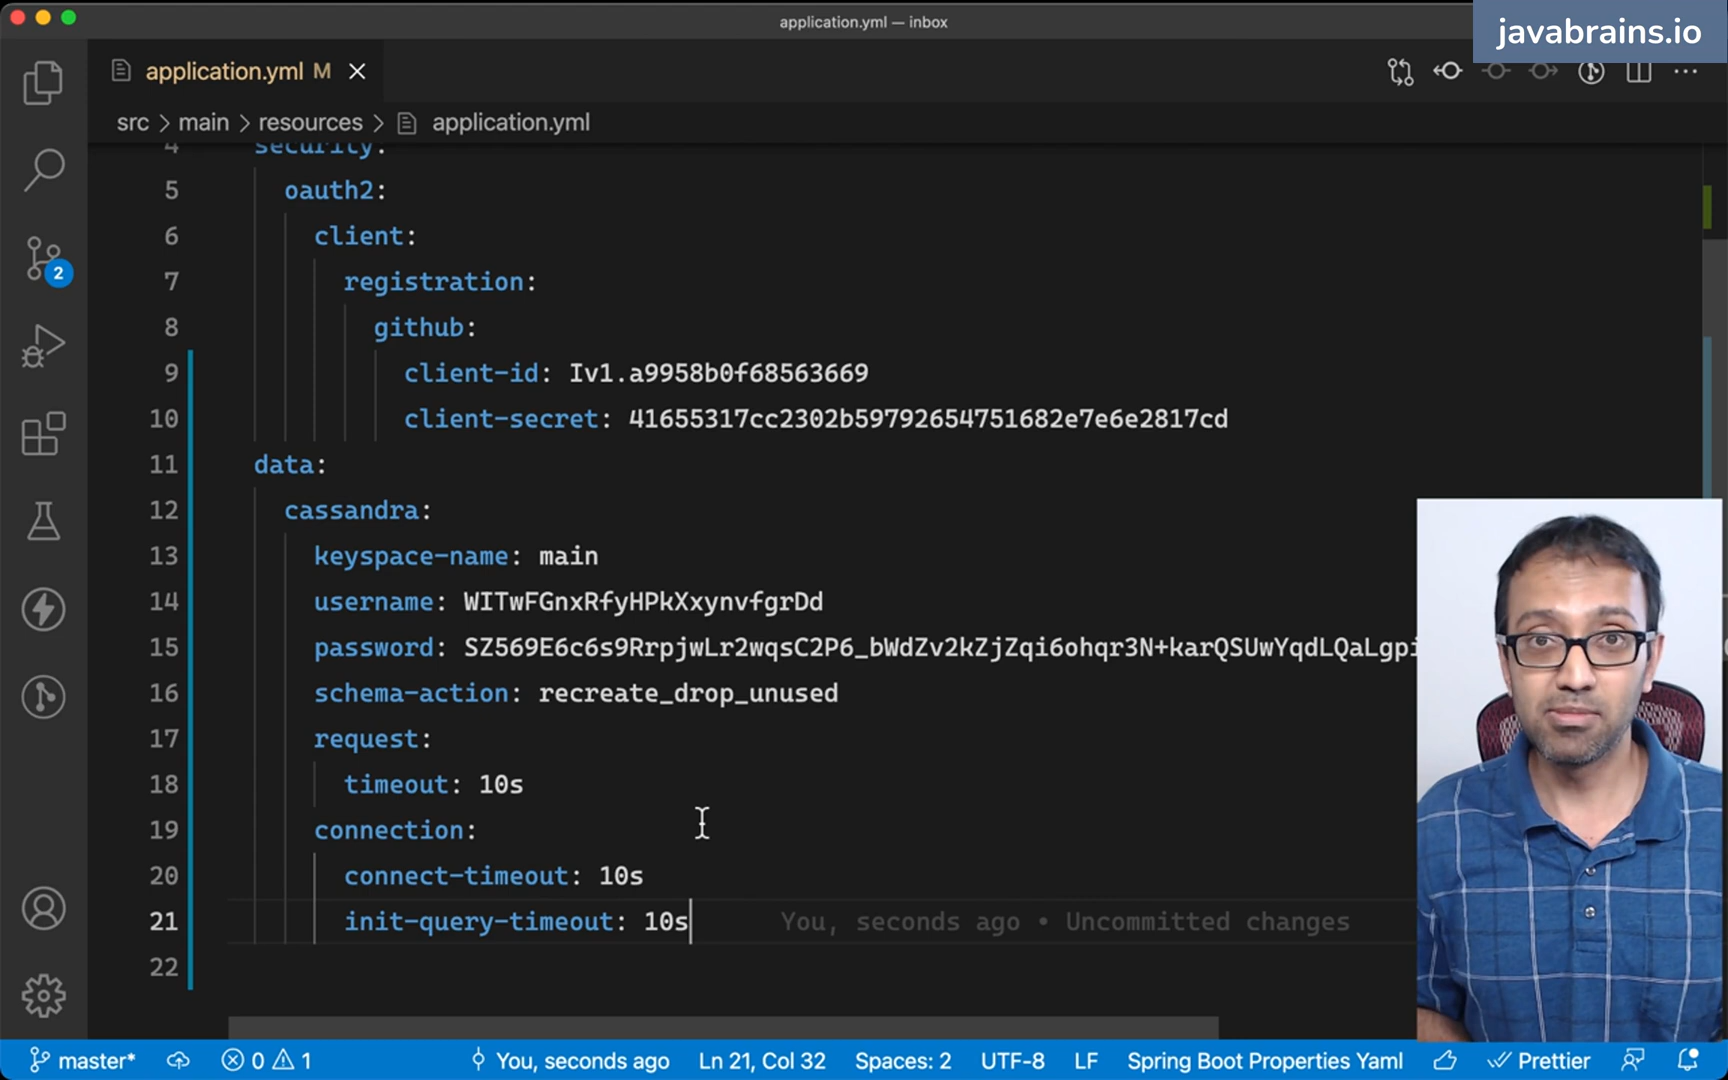 application.yml — inbox
javabrains.io
application.yml M
src > main > resources > application.yml
4 security:
5 oauth2:
6 client:
7 registration:
8 github:
9 client-id: Iv1.a9958b0f68563669
10 client-secret: 41655317cc2302b59792654751682e7e6e2817cd
11 data:
12 cassandra:
13 keyspace-name: main
14 username: WITwFGnxRfyHPkXxynvfgrDd
15 password: SZ569E6c6s9RrpjwLr2wqsC2P6_bWdZv2kZjZqi6ohqr3N+karQSUwYqdLQaLgpi
16 schema-action: recreate_drop_unused
17 request:
18 timeout: 10s
19 connection:
20 connect-timeout: 10s
21 init-query-timeout: 10s You, seconds ago • Uncommitted changes
22
2
master* 0 1 You, seconds ago Ln 21, Col 32 Spaces: 2 UTF-8 LF Spring Boot Properties Yaml Prettier